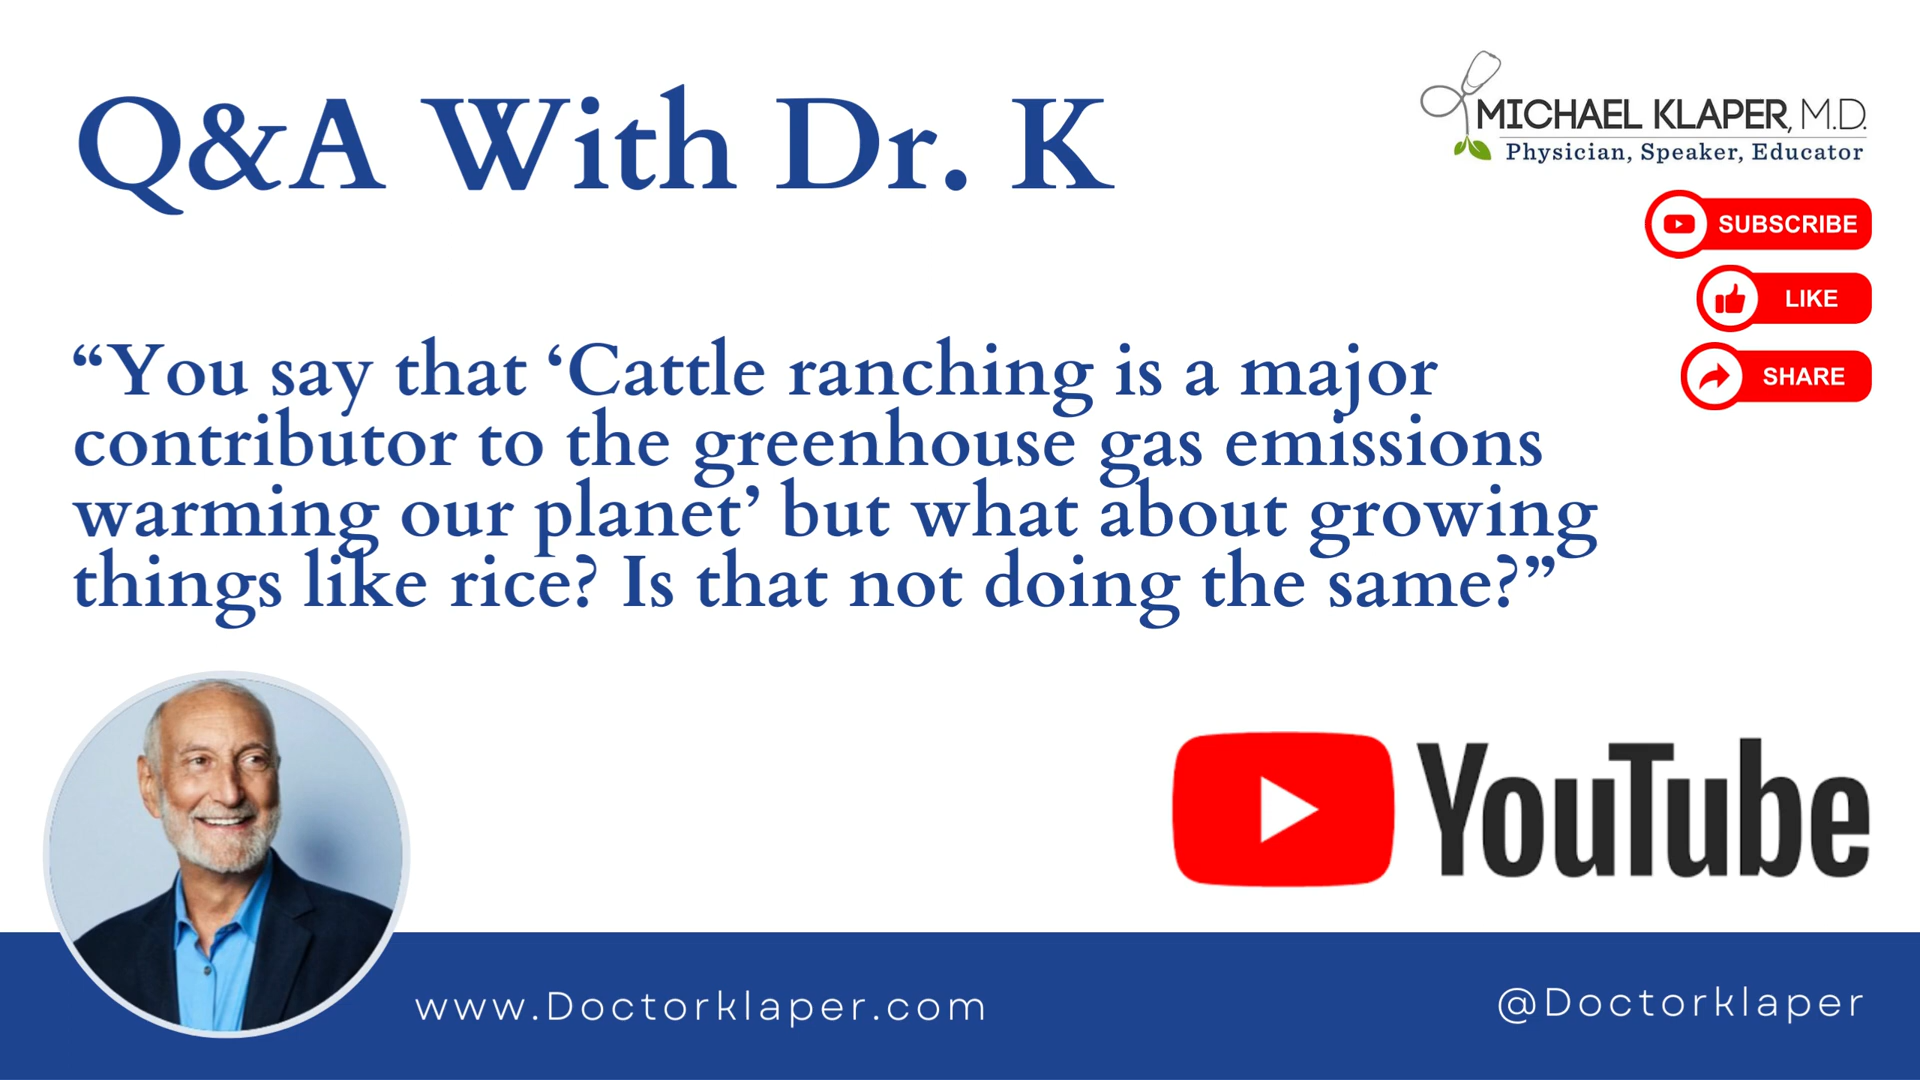 Q&A With Dr. K
MICHAEL KLAPER, M.D.
Physician, Speaker, Educator
SUBSCRIBE
LIKE
SHARE
“You say that ‘Cattle ranching is a major
contributor to the greenhouse gas emissions
warming our planet’ but what about growing
things like rice? Is that not doing the same?”
YouTube
www.Doctorklaper.com
@Doctorklaper